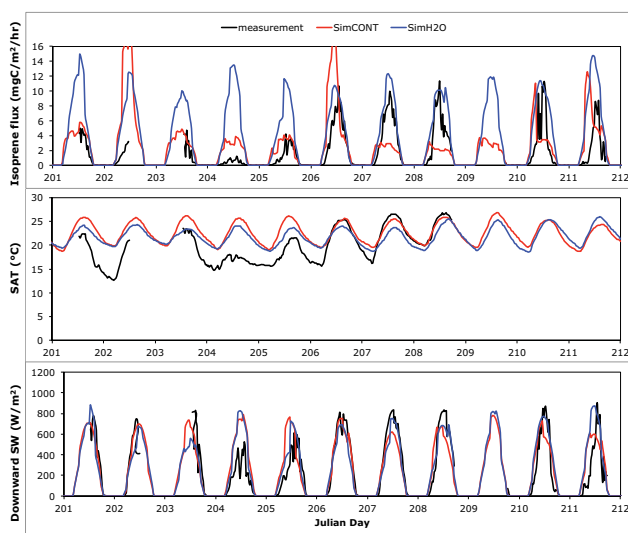 measurement SimCONT SimH2O
Isoprene flux (mgC/m²/hr)
16
14
12
10
8
6
4
2
0
201 202 203 204 205 206 207 208 209 210 211 212
SAT (°C)
30
25
20
15
10
5
0
201 202 203 204 205 206 207 208 209 210 211 212
Downward SW (W/m²)
1200
1000
800
600
400
200
0
201 202 203 204 205 206 207 208 209 210 211 212
Julian Day